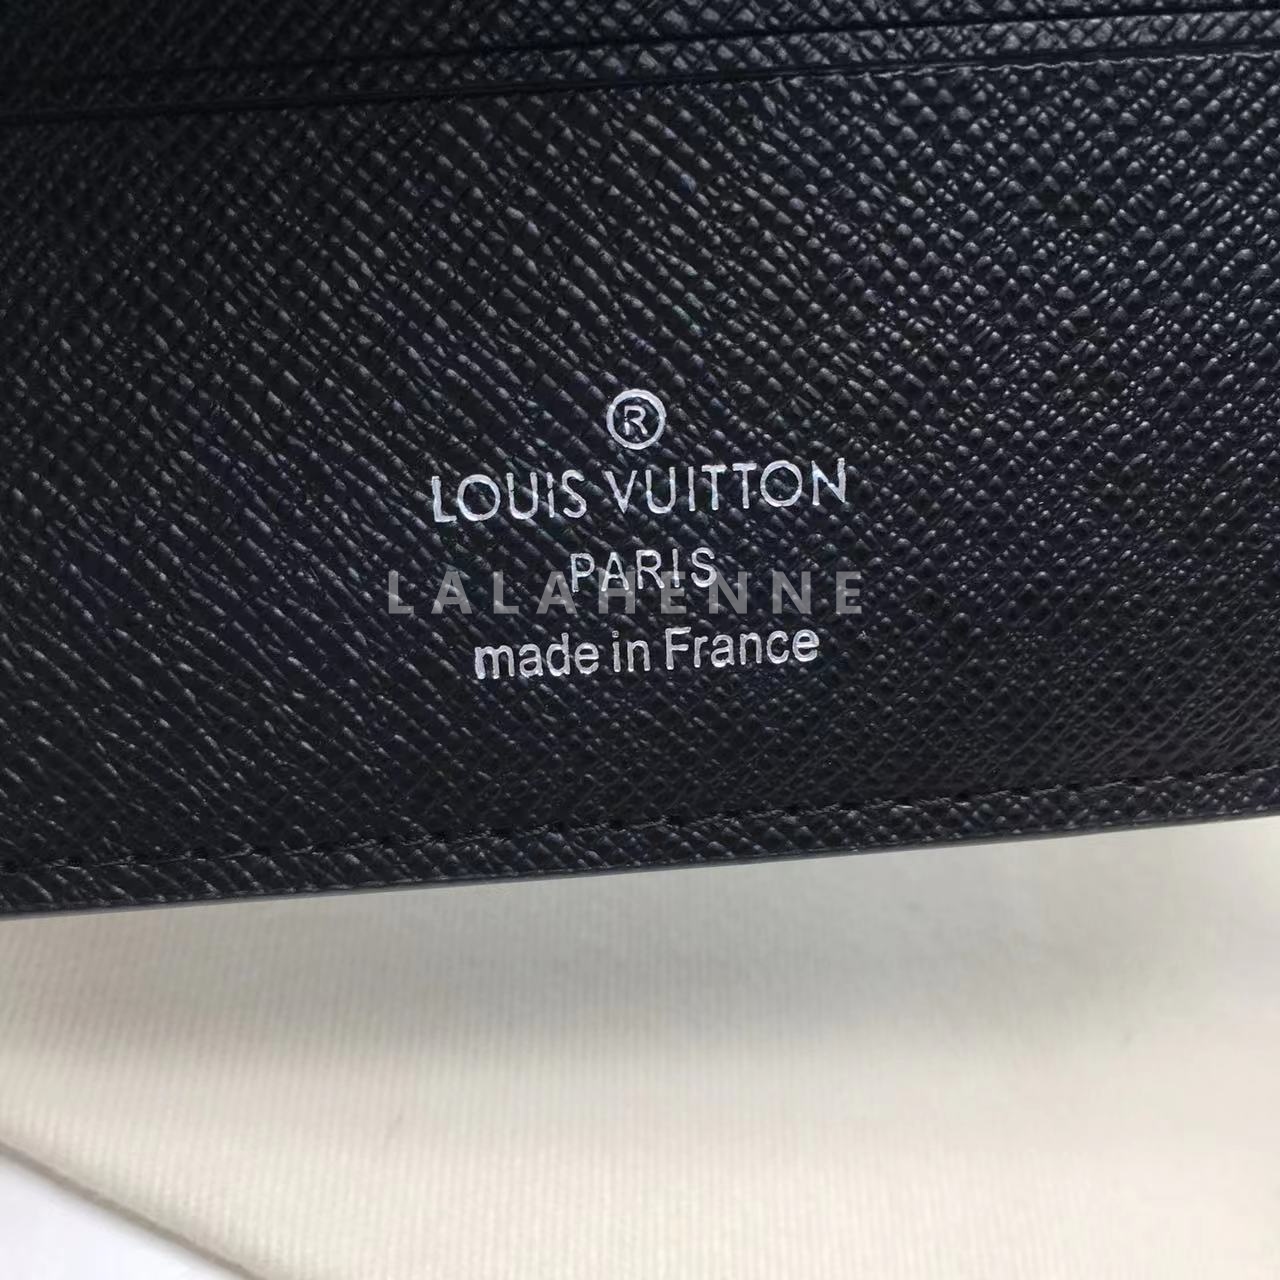 ®
LOUIS VUITTON
PARIS
LALAHENNE
made in France